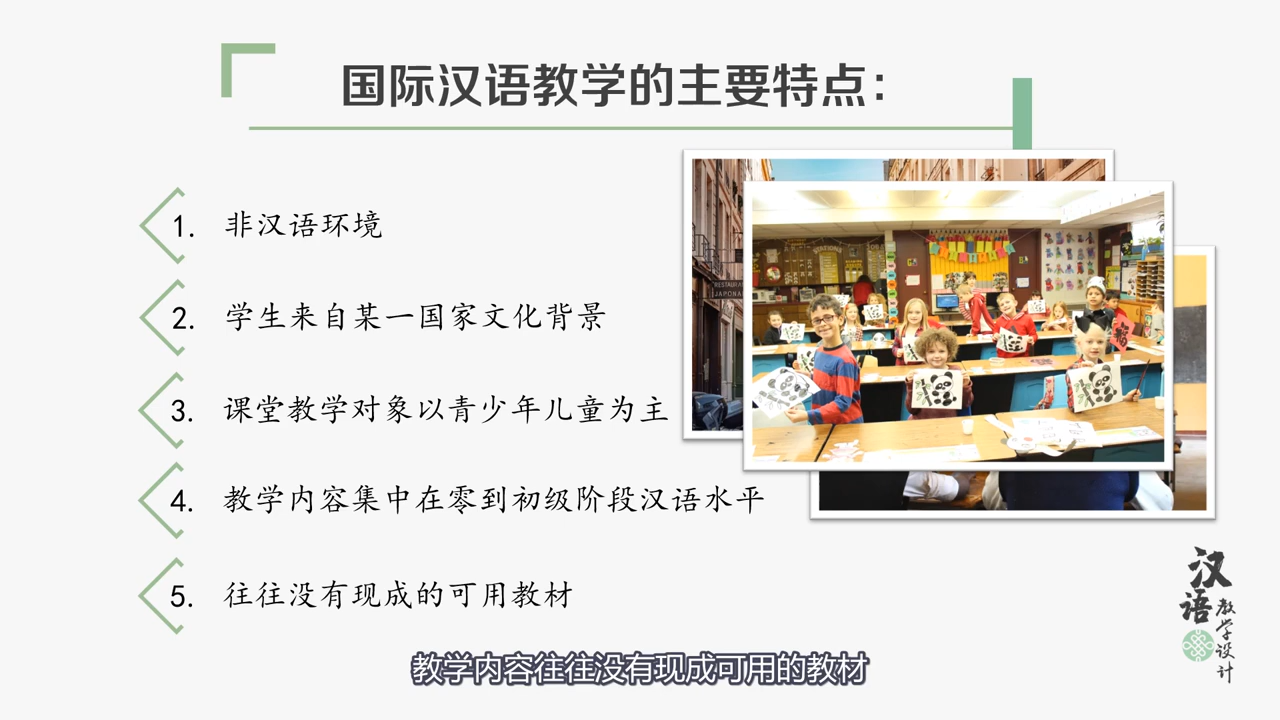 国际汉语教学的主要特点：
1. 非汉语环境
2. 学生来自某一国家文化背景
3. 课堂教学对象以青少年儿童为主
4. 教学内容集中在零到初级阶段汉语水平
5. 往往没有现成的可用教材
RESTAURANT
JAPONA
福
汉语
教学设计
教学内容往往没有现成可用的教材